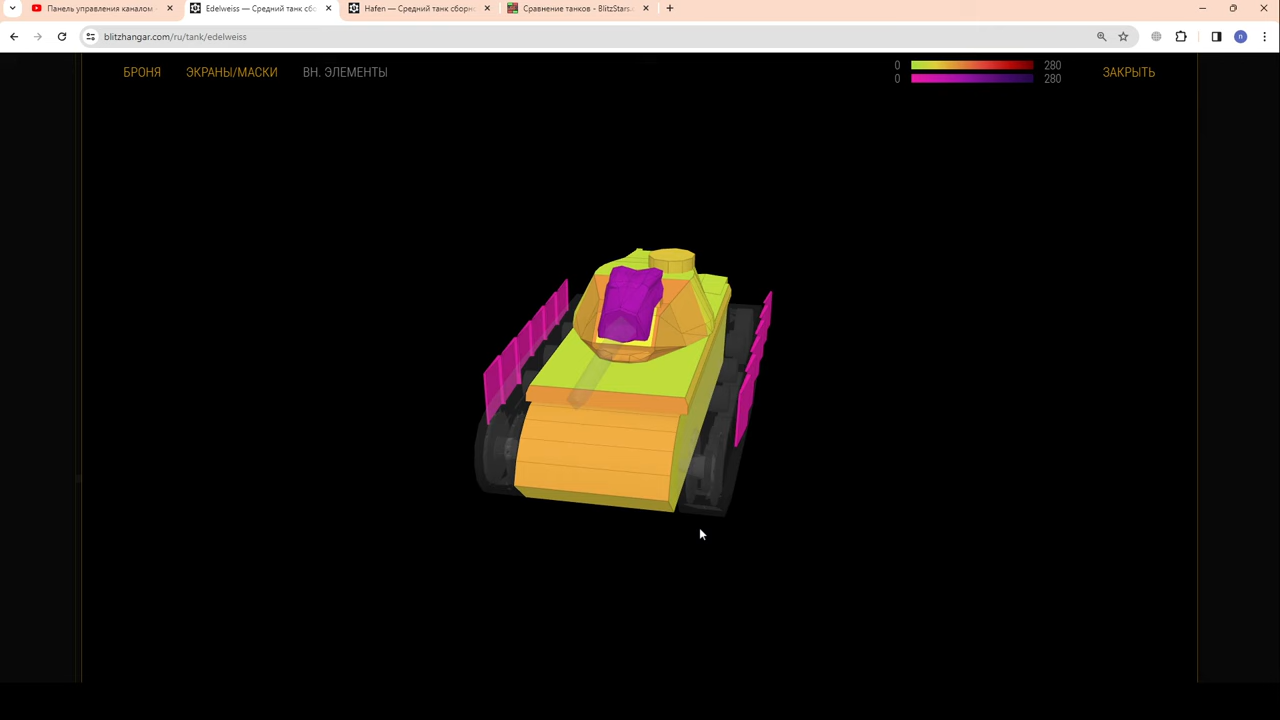 Панель управления каналом -
Edelweiss — Средний танк сбо
Hafen — Средний танк сборн
Сравнение танков - BlitzStars.
blitzhangar.com/ru/tank/edelweiss
n
БРОНЯ ЭКРАНЫ/МАСКИ ВН. ЭЛЕМЕНТЫ
0 280
0 280
ЗАКРЫТЬ